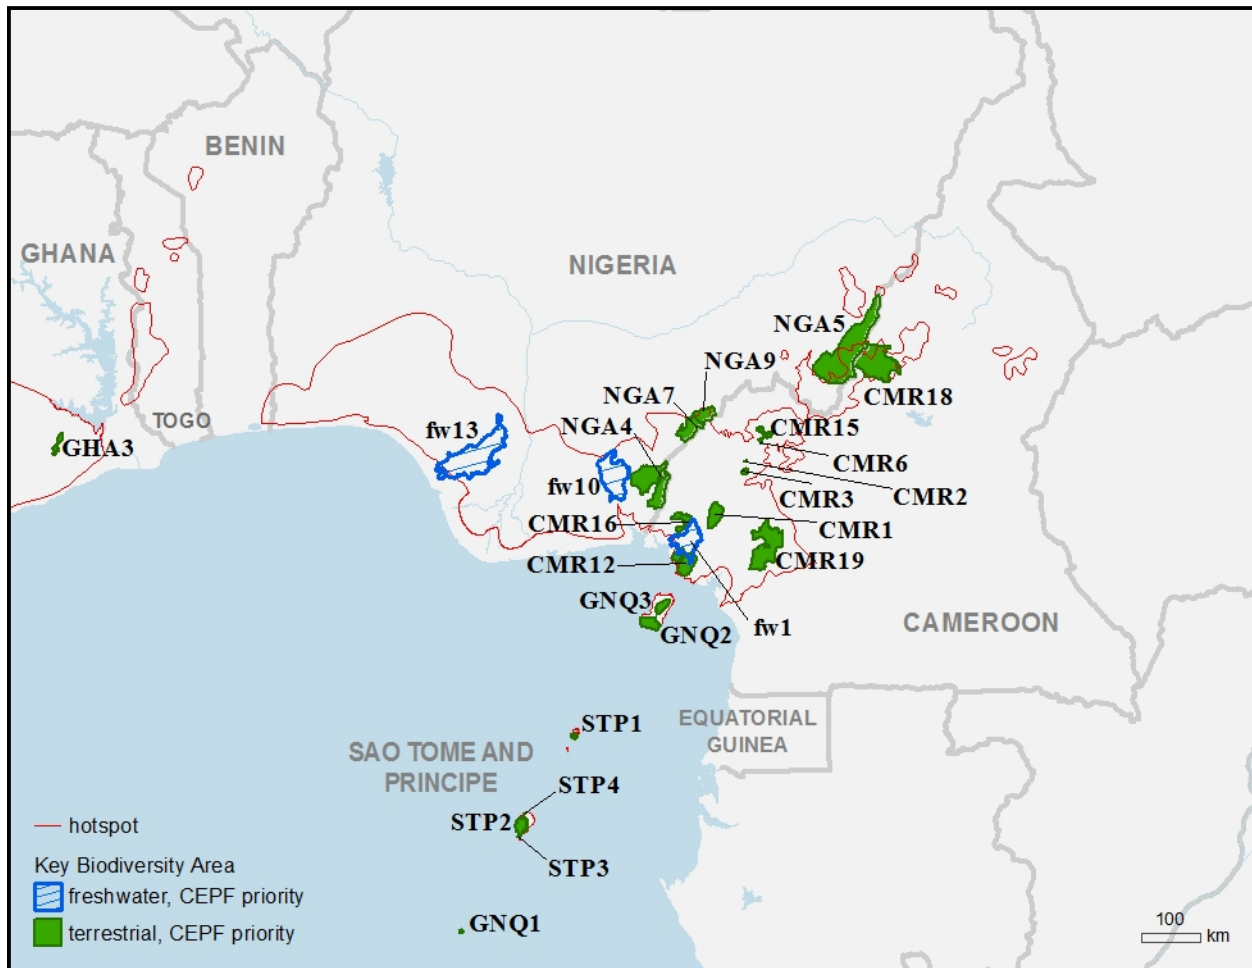 BENIN
GHANA
NIGERIA
NGA5
NGA9
NGA7
CMR18
TOGO
NGA4
CMR15
fw13
GHA3
CMR6
fw10
CMR3
CMR2
CMR16
CMR1
CMR12
CMR19
GNQ3
fw1
CAMEROON
GNQ2
STP1
EQUATORIAL
GUINEA
SAO TOME AND
PRINCIPE
STP4
STP2
STP3
GNQ1
hotspot
Key Biodiversity Area
freshwater, CEPF priority
terrestrial, CEPF priority
100
km